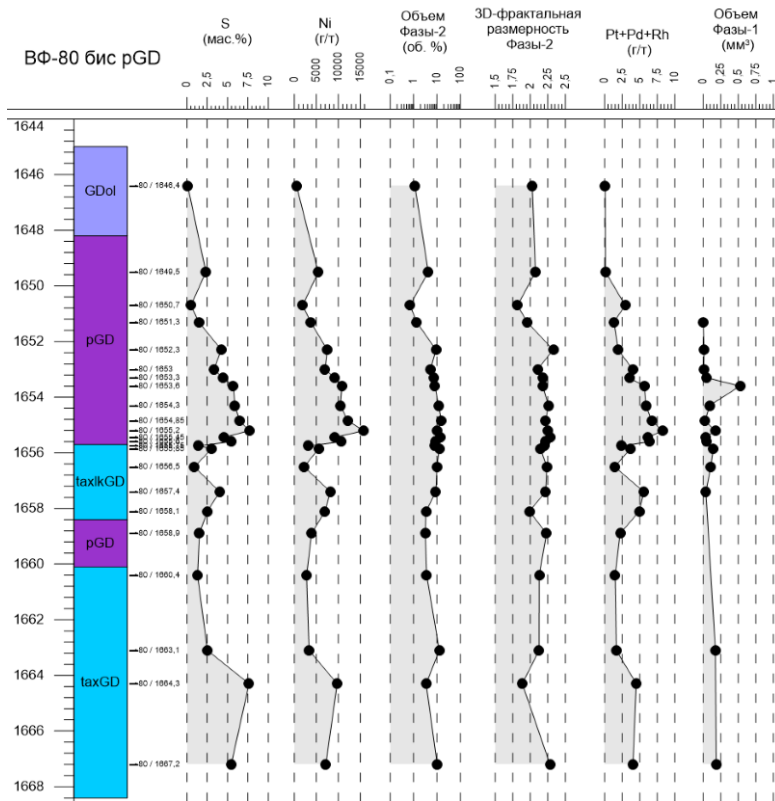 ВФ-80 бис pGD
S
(мас.%)
Ni
(г/т)
Объем
Фазы-2
(об. %)
3D-фрактальная
размерность
Фазы-2
Pt+Pd+Rh
(г/т)
Объем
Фазы-1
(мм³)
0 2,5 5 7,5 10
0 5000 10000 15000
0,1 1 10 100
1,5 1,75 2 2,25 2,5
0 2,5 5 7,5 10
0 0,25 0,5 0,75 1
1644
1646
1648
1650
1652
1654
1656
1658
1660
1662
1664
1666
1668
GDol
pGD
taxlkGD
pGD
taxGD
80 / 1646,4
80 / 1649,5
80 / 1650,7
80 / 1651,3
80 / 1652,3
80 / 1653
80 / 1653,3
80 / 1653,6
80 / 1654,3
80 / 1654,85
80 / 1655,2
80 / 1656,5
80 / 1657,4
80 / 1658,1
80 / 1658,9
80 / 1660,4
80 / 1663,1
80 / 1664,3
80 / 1667,2